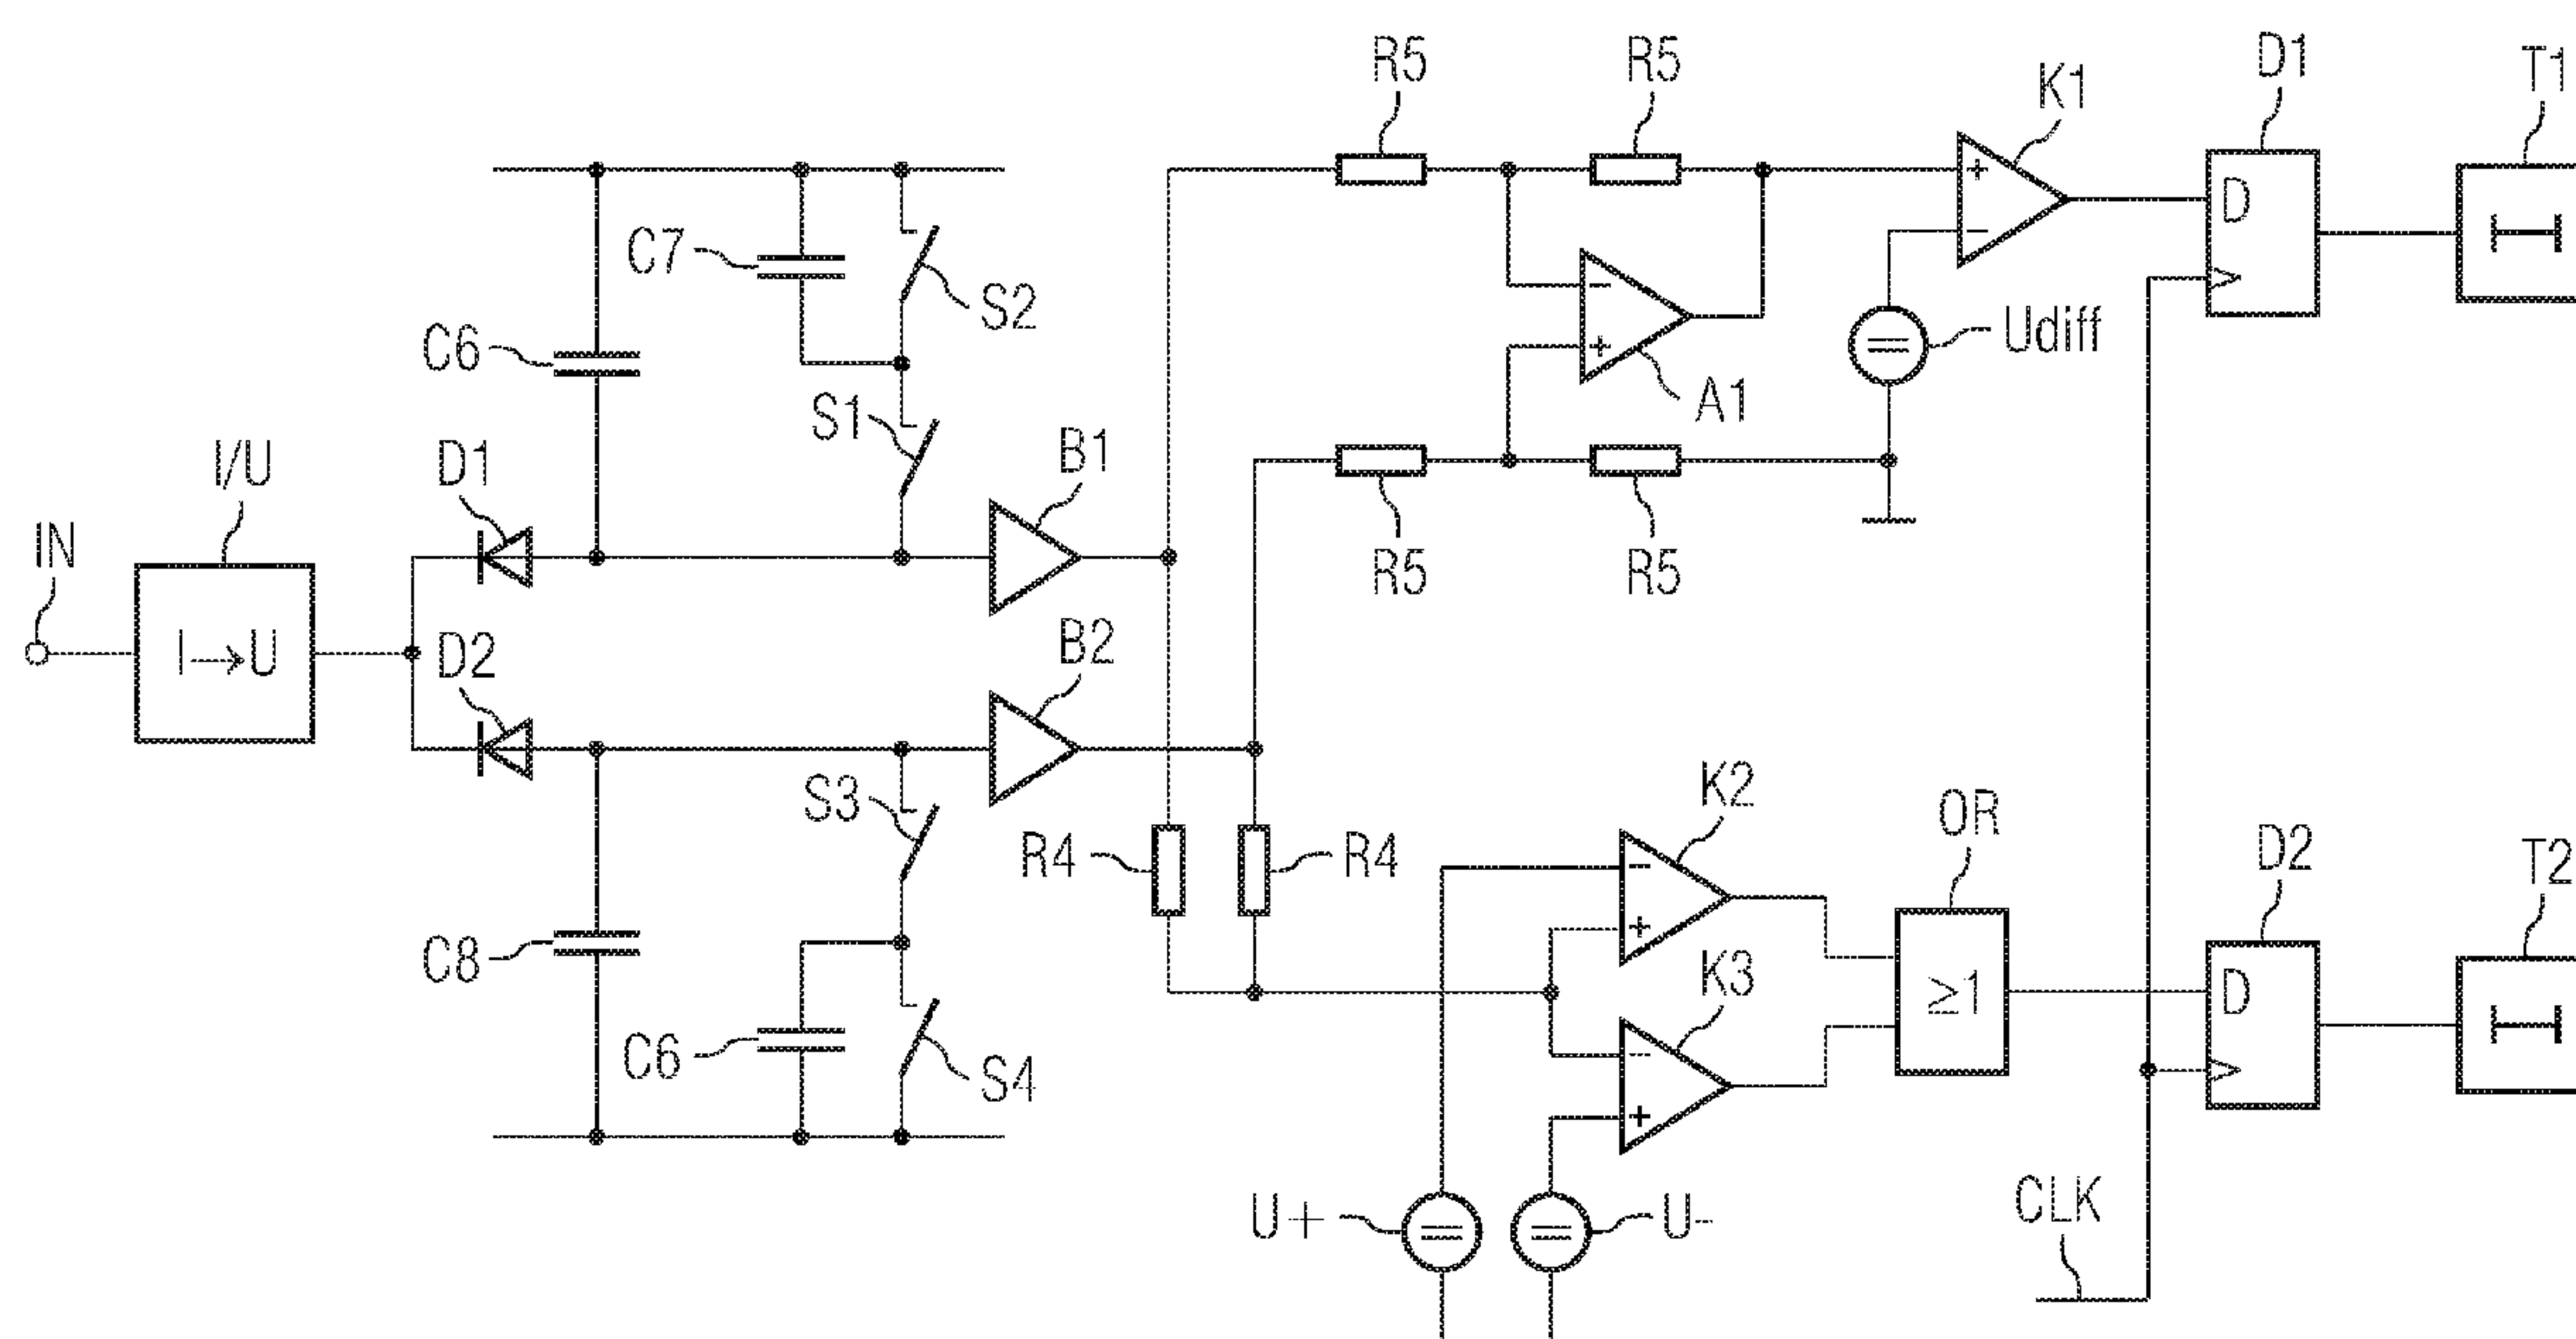 R5
R5
K1
D1
T1
C7
S2
C6
S1
A1
Udiff
D
+
−
−
+
I/U
D1
B1
IN
R5
R5
I→U
D2
B2
S3
K2
OR
D2
T2
R4
R4
−
+
C8
K3
≥1
D
C6
S4
−
+
U+
U-
CLK